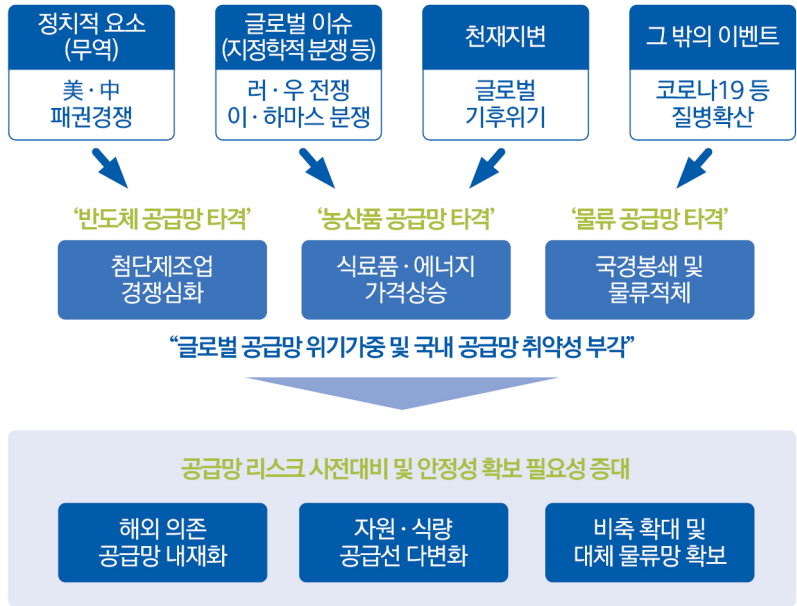 정치적 요소
(무역)
美·中
패권경쟁
글로벌 이슈
(지정학적 분쟁 등)
러·우 전쟁
이·하마스 분쟁
천재지변
글로벌
기후위기
그 밖의 이벤트
코로나19 등
질병확산
‘반도체 공급망 타격’
첨단제조업
경쟁심화
‘농산품 공급망 타격’
식료품·에너지
가격상승
‘물류 공급망 타격’
국경봉쇄 및
물류적체
“글로벌 공급망 위기가중 및 국내 공급망 취약성 부각”
공급망 리스크 사전대비 및 안정성 확보 필요성 증대
해외 의존
공급망 내재화
자원·식량
공급선 다변화
비축 확대 및
대체 물류망 확보